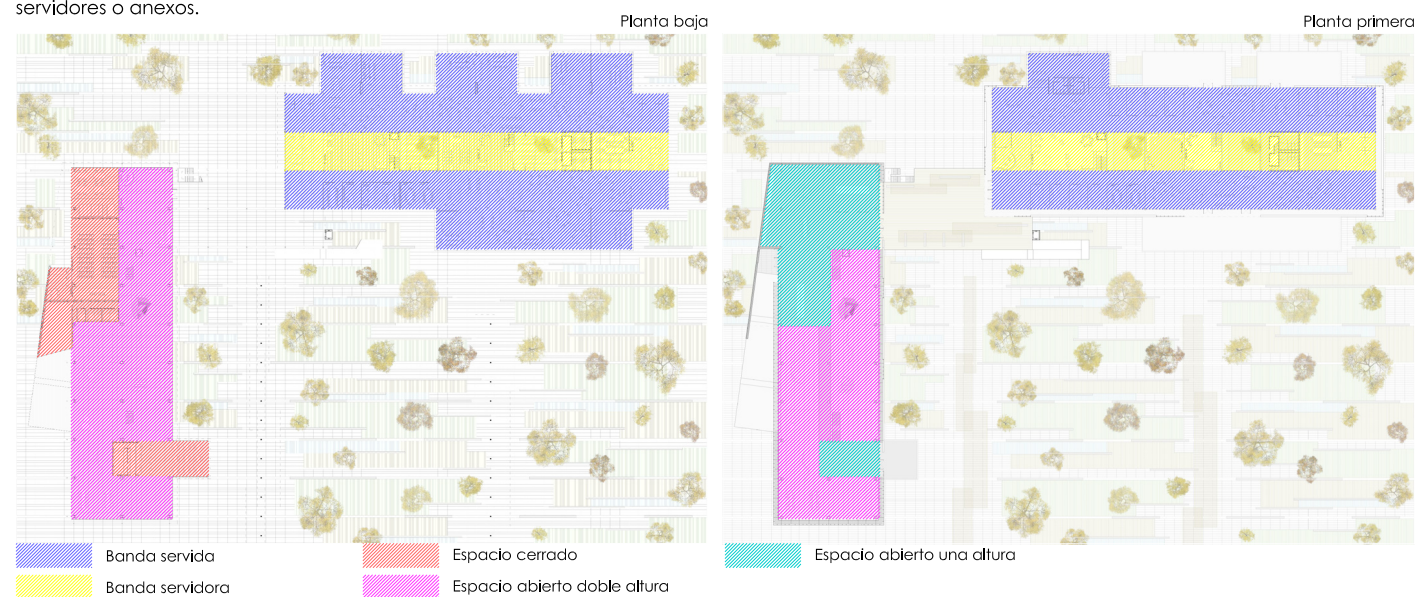 servidores o anexos.
Planta baja
Planta primera
Banda servida
Espacio cerrado
Espacio abierto una altura
Banda servidora
Espacio abierto doble altura